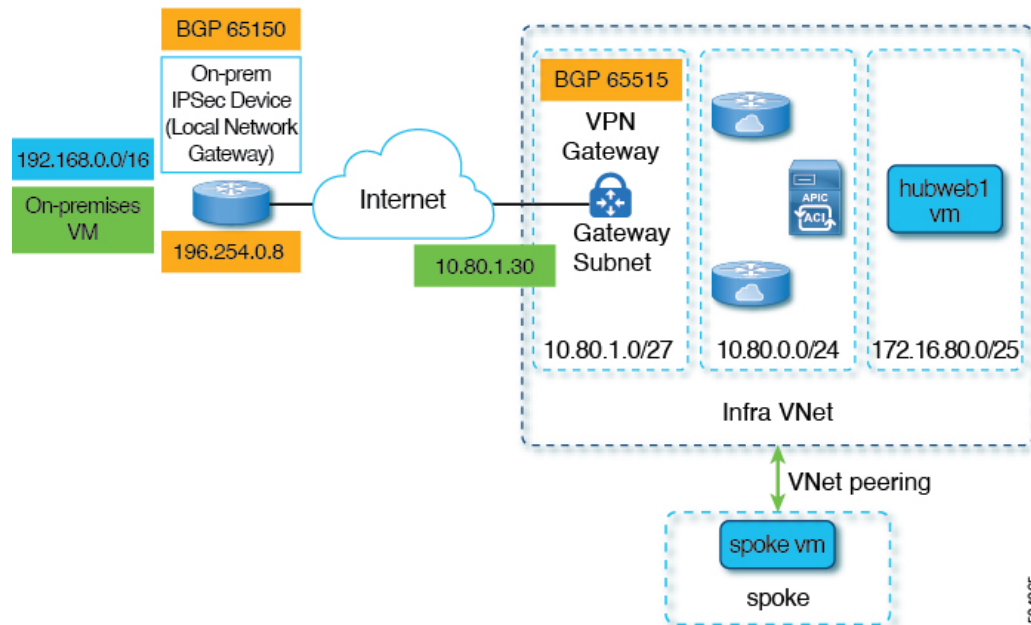 BGP 65150
On-prem
IPSec Device
(Local Network
Gateway)
192.168.0.0/16
On-premises
VM
196.254.0.8
Internet
10.80.1.30
BGP 65515
VPN
Gateway
Gateway
Subnet
10.80.1.0/27
APIC
ACI
10.80.0.0/24
hubweb1
vm
172.16.80.0/25
Infra VNet
VNet peering
spoke vm
spoke